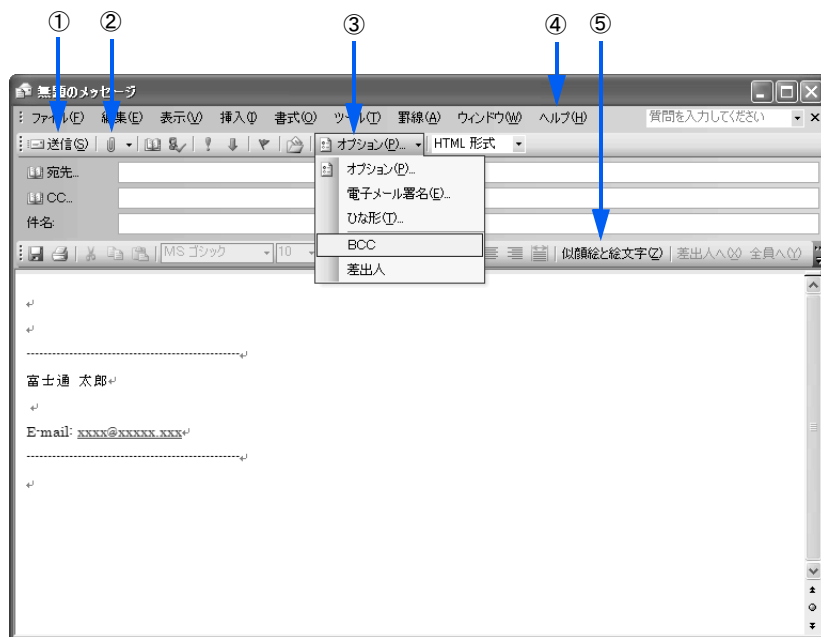 ① ② ③ ④ ⑤
無題のメッセージ
ファイル(F) 編集(E) 表示(V) 挿入(I) 書式(O) ツール(T) 罫線(A) ウィンドウ(W) ヘルプ(H) 質問を入力してください
送信(S) オプション(P)... HTML 形式
宛先...
CC...
件名:
オプション(P)...
電子メール署名(E)...
ひな形(T)...
BCC
差出人
MS ゴシック 10 似顔絵と絵文字(Z) 差出人へ(X) 全員へ(Y)
富士通 太郎
E-mail: xxxx@xxxxx.xxx